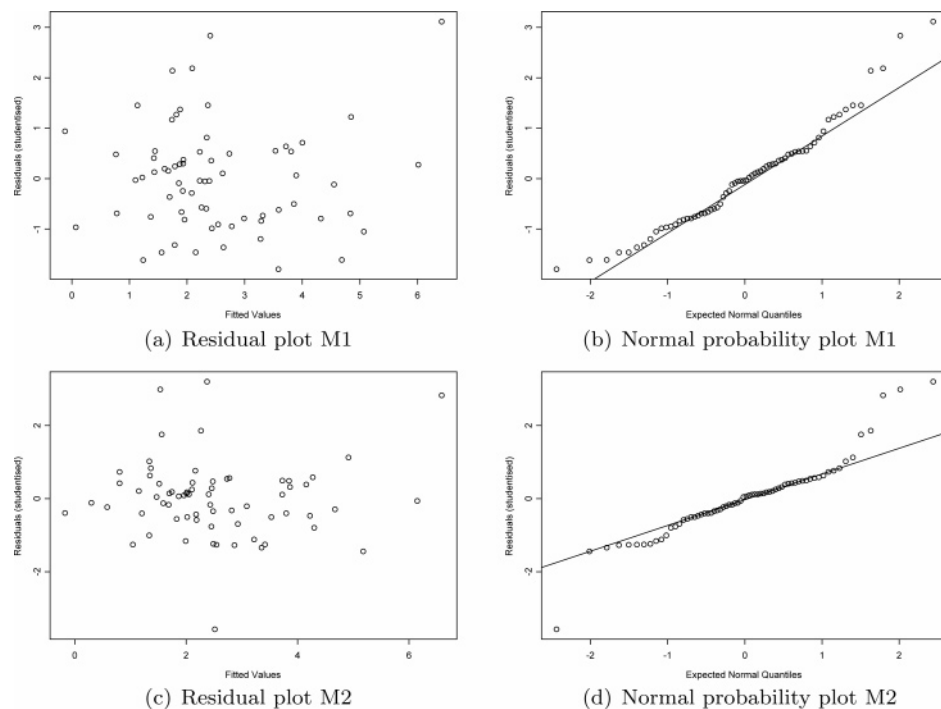 3
2
1
0
-1
Residuals (studentised)
0 1 2 3 4 5 6
Fitted Values
(a) Residual plot M1
3
2
1
0
-1
Residuals (studentised)
-2 -1 0 1 2
Expected Normal Quantiles
(b) Normal probability plot M1
2
0
-2
Residuals (studentised)
0 2 4 6
Fitted Values
(c) Residual plot M2
2
0
-2
Residuals (studentised)
-2 -1 0 1 2
Expected Normal Quantiles
(d) Normal probability plot M2